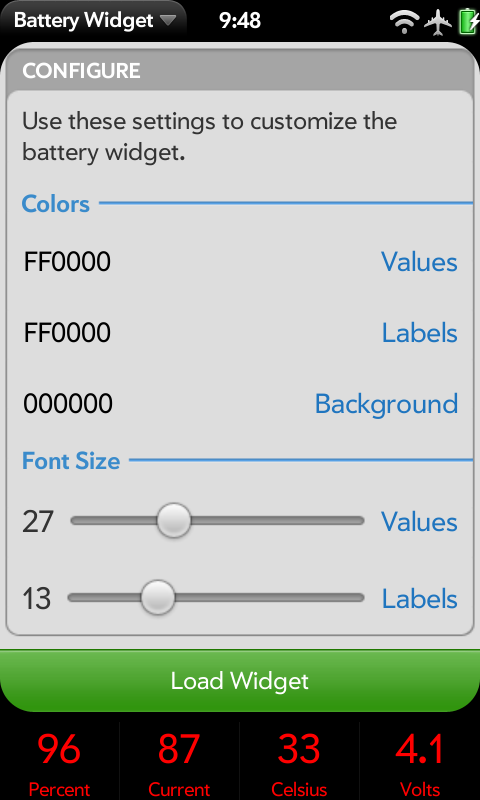 Battery Widget 9:48
CONFIGURE
Use these settings to customize the
battery widget.
Colors
FF0000 Values
FF0000 Labels
000000 Background
Font Size
27 Values
13 Labels
Load Widget
96 87 33 4.1
Percent Current Celsius Volts